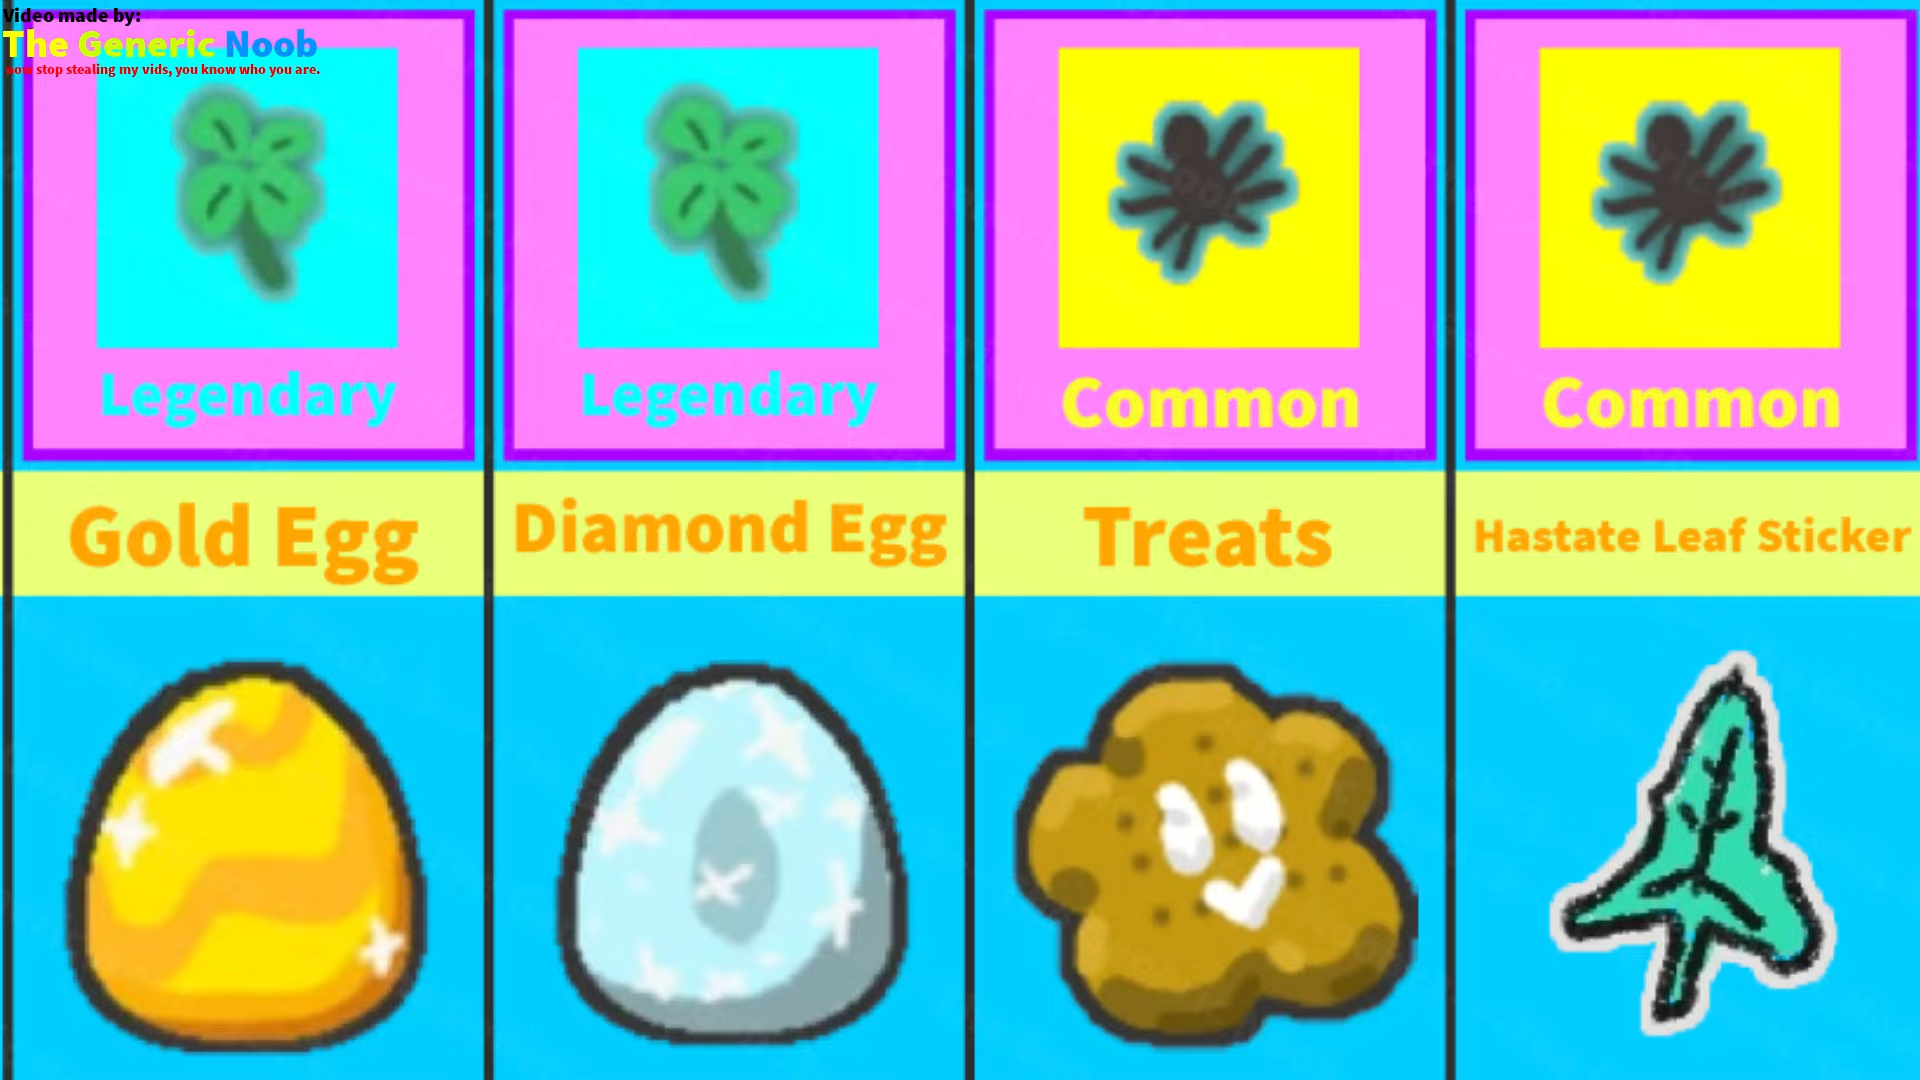 Video made by:
The Generic Noob
now stop stealing my vids, you know who you are.
Legendary
Legendary
Common
Common
Gold Egg
Diamond Egg
Treats
Hastate Leaf Sticker